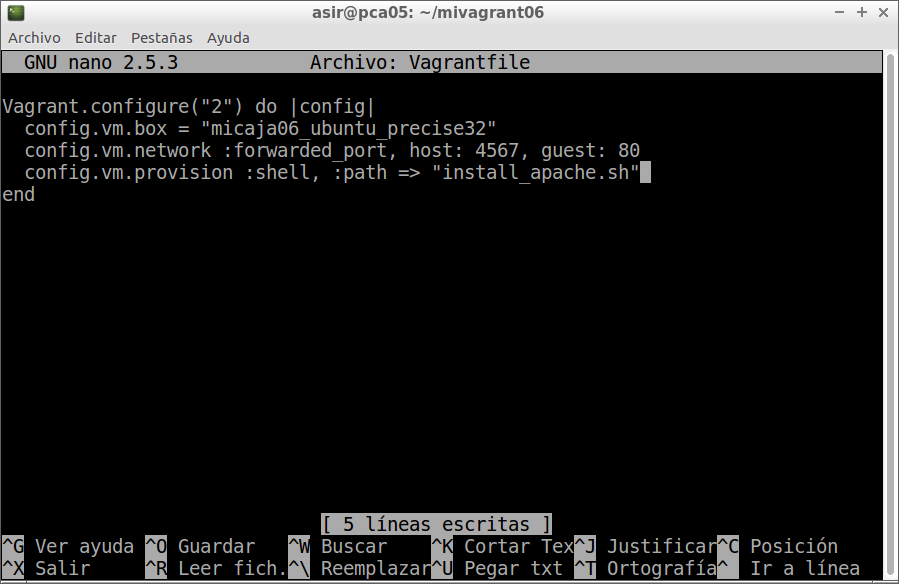 asir@pca05: ~/mivagrant06
Archivo Editar Pestañas Ayuda
GNU nano 2.5.3 Archivo: Vagrantfile
Vagrant.configure("2") do |config|
config.vm.box = "micaja06_ubuntu_precise32"
config.vm.network :forwarded_port, host: 4567, guest: 80
config.vm.provision :shell, :path => "install_apache.sh"
end
[ 5 líneas escritas ]
^G Ver ayuda ^O Guardar ^W Buscar ^K Cortar Tex^J Justificar^C Posición
^X Salir ^R Leer fich.^\ Reemplazar^U Pegar txt ^T Ortografía^ Ir a línea